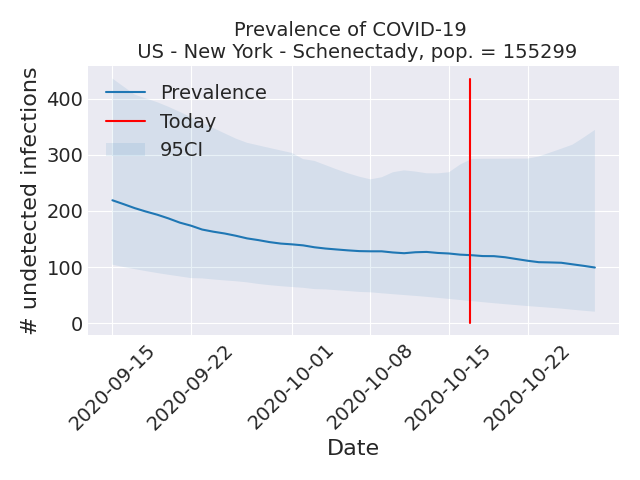 Prevalence of COVID-19
US - New York - Schenectady, pop. = 155299
# undetected infections
400
300
200
100
0
Prevalence
Today
95CI
2020-09-15
2020-09-22
2020-10-01
2020-10-08
2020-10-15
2020-10-22
Date